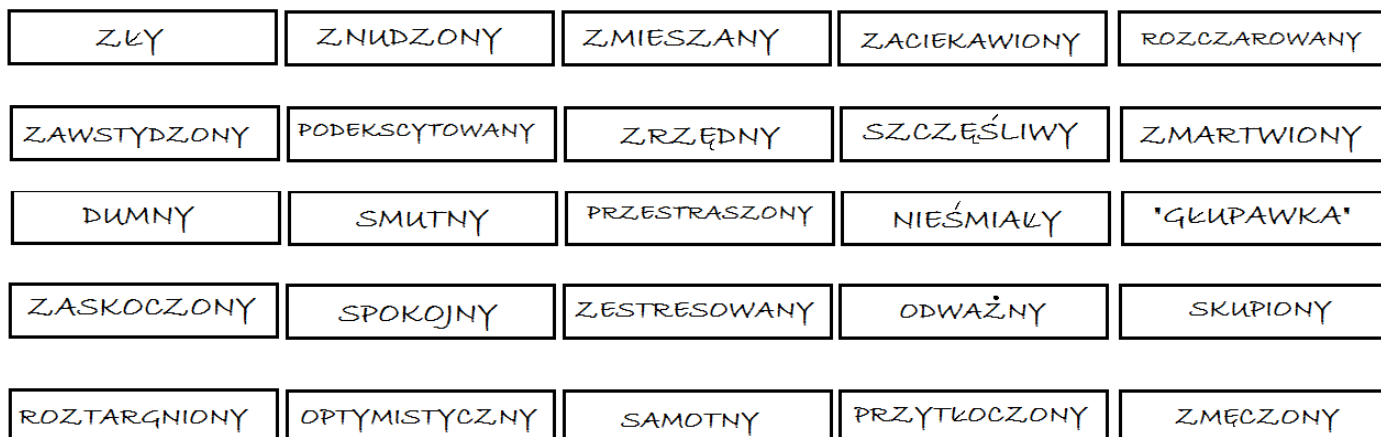 ZŁY ZNUDZONY ZMIESZANY ZACIEKAWIONY ROZCZAROWANY
ZAWSTYDZONY PODEKSCYTOWANY ZRZĘDNY SZCZĘŚLIWY ZMARTWIONY
DUMNY SMUTNY PRZESTRASZONY NIEŚMIAŁY "GŁUPAWKA"
ZASKOCZONY SPOKOJNY ZESTRESOWANY ODWAŻNY SKUPIONY
ROZTARGNIONY OPTYMISTYCZNY SAMOTNY PRZYTŁOCZONY ZMĘCZONY